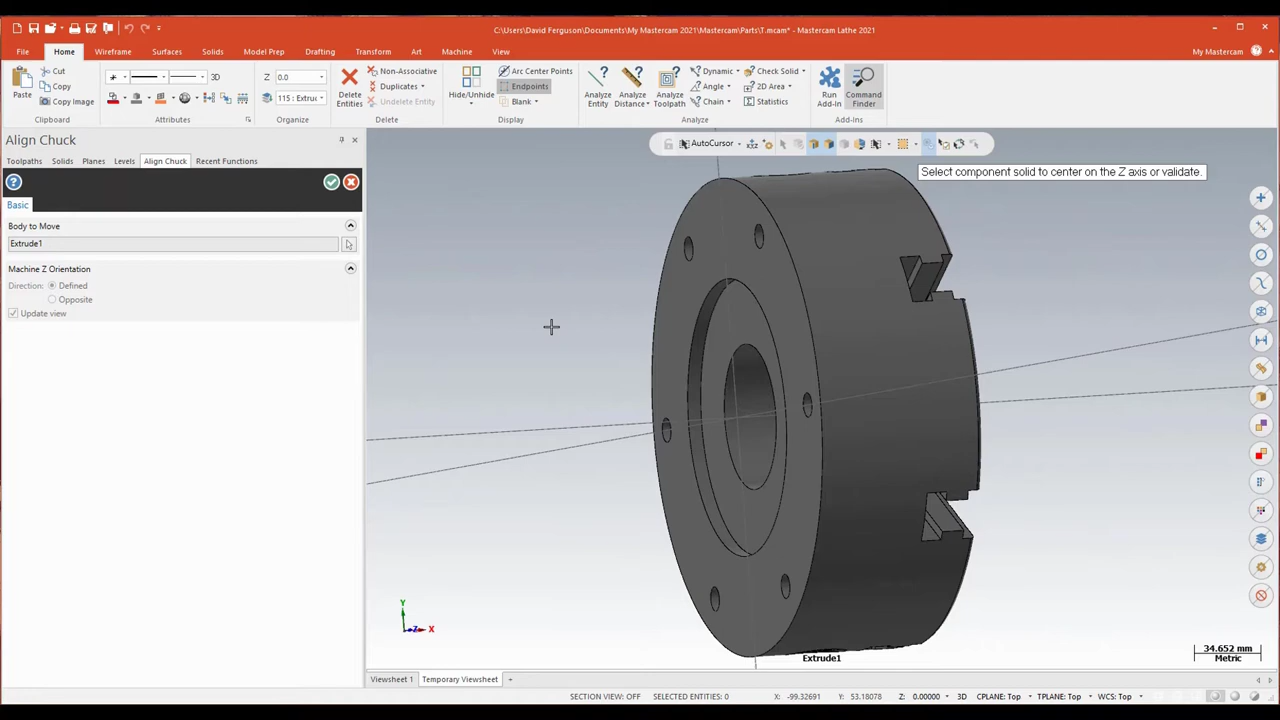 C:\Users\David Ferguson\Documents\My Mastercam 2021\Mastercam\Parts\T.mcam* - Mastercam Lathe 2021
File Home Wireframe Surfaces Solids Model Prep Drafting Transform Art Machine View My Mastercam
Paste Cut Copy Copy Image
Clipboard
3D
Attributes
Z 0.0
115 : Extru
Organize
Delete Entities Non-Associative Duplicates Undelete Entity
Delete
Hide/Unhide Arc Center Points Endpoints Blank
Display
Analyze Entity Analyze Distance Analyze Toolpath Dynamic Angle Chain Check Solid 2D Area Statistics
Analyze
Run Add-In Command Finder
Add-Ins
Align Chuck
Toolpaths Solids Planes Levels Align Chuck Recent Functions
Basic
Body to Move
Extrude1
Machine Z Orientation
Direction: Defined
Opposite
Update view
AutoCursor
Select component solid to center on the Z axis or validate.
Y
Z X
Extrude1
34.652 mm
Metric
Viewsheet 1 Temporary Viewsheet +
SECTION VIEW: OFF SELECTED ENTITIES: 0 X: -99.32691 Y: 53.18078 Z: 0.00000 3D CPLANE: Top TPLANE: Top WCS: Top